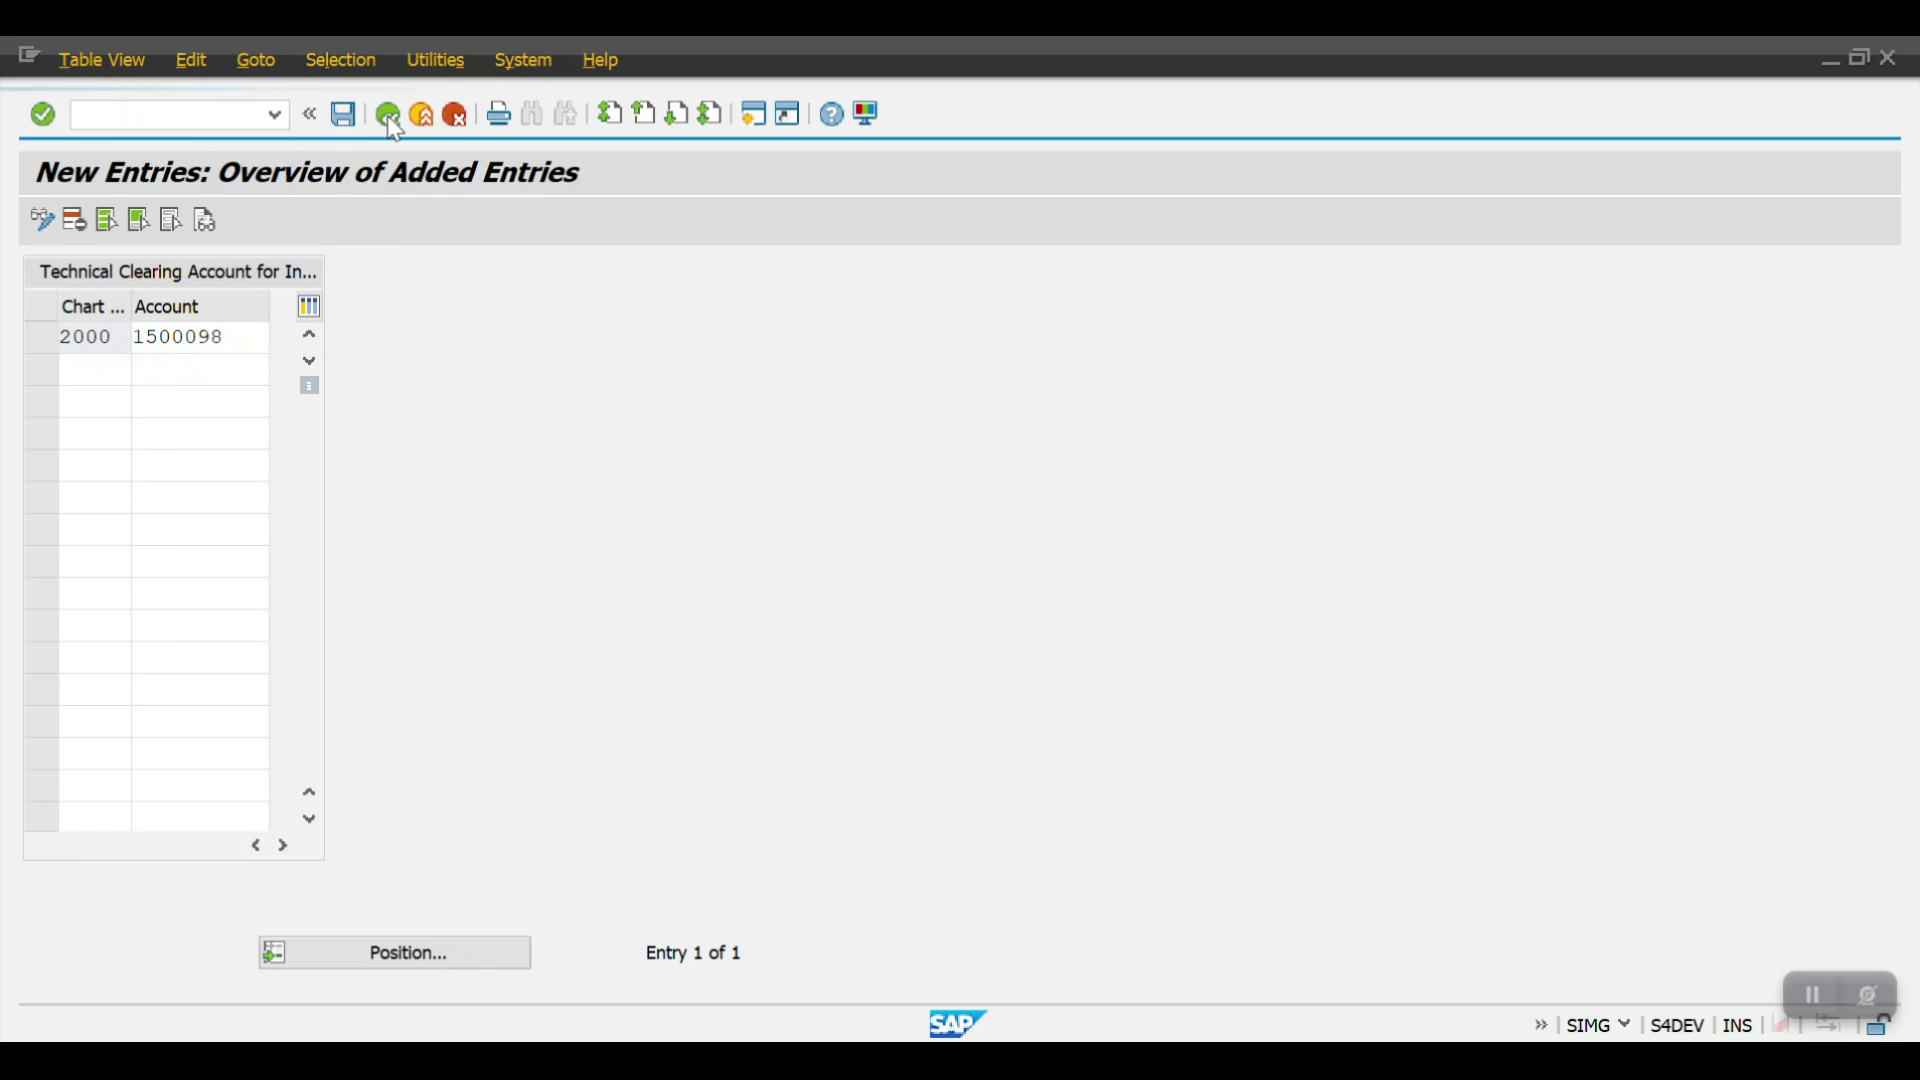 Table View Edit Goto Selection Utilities System Help
New Entries: Overview of Added Entries
Technical Clearing Account for In...
Chart ... Account
2000 1500098
Position... Entry 1 of 1
SAP SIMG S4DEV INS